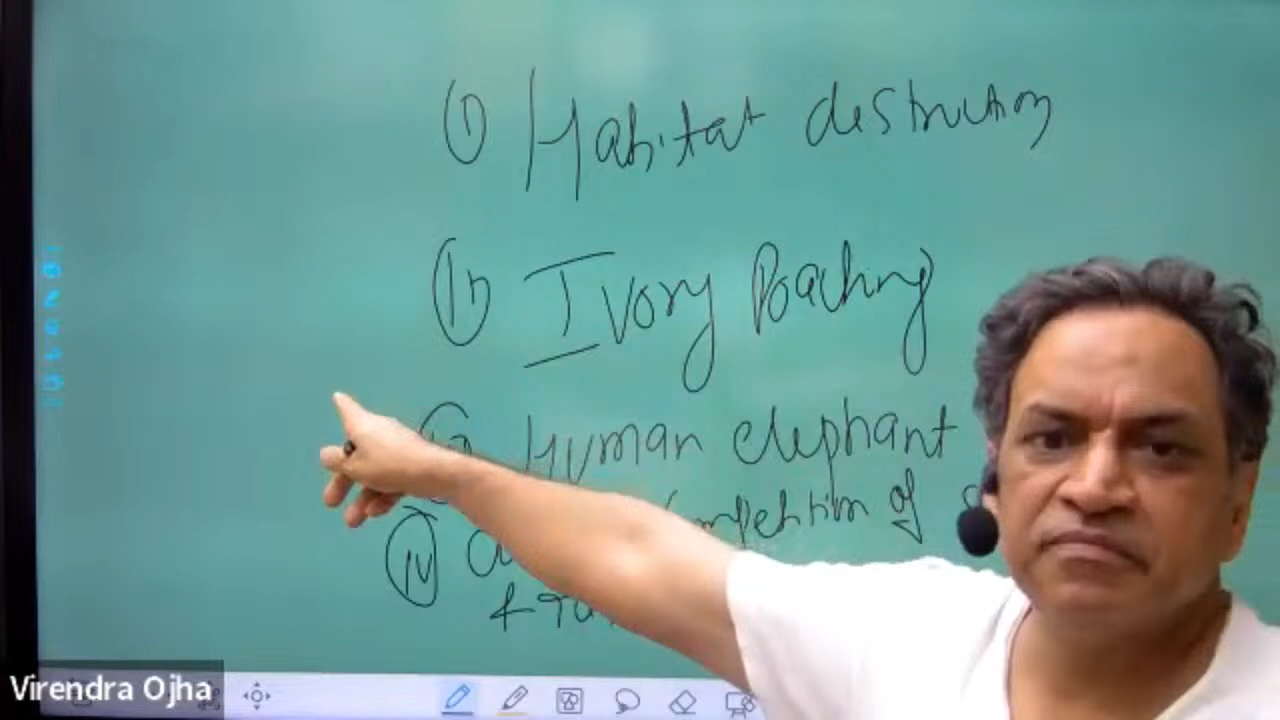 (I) Habitat destruction
(II) Ivory Poaching
Human elephant
(IV) Competition of
&
Virendra Ojha